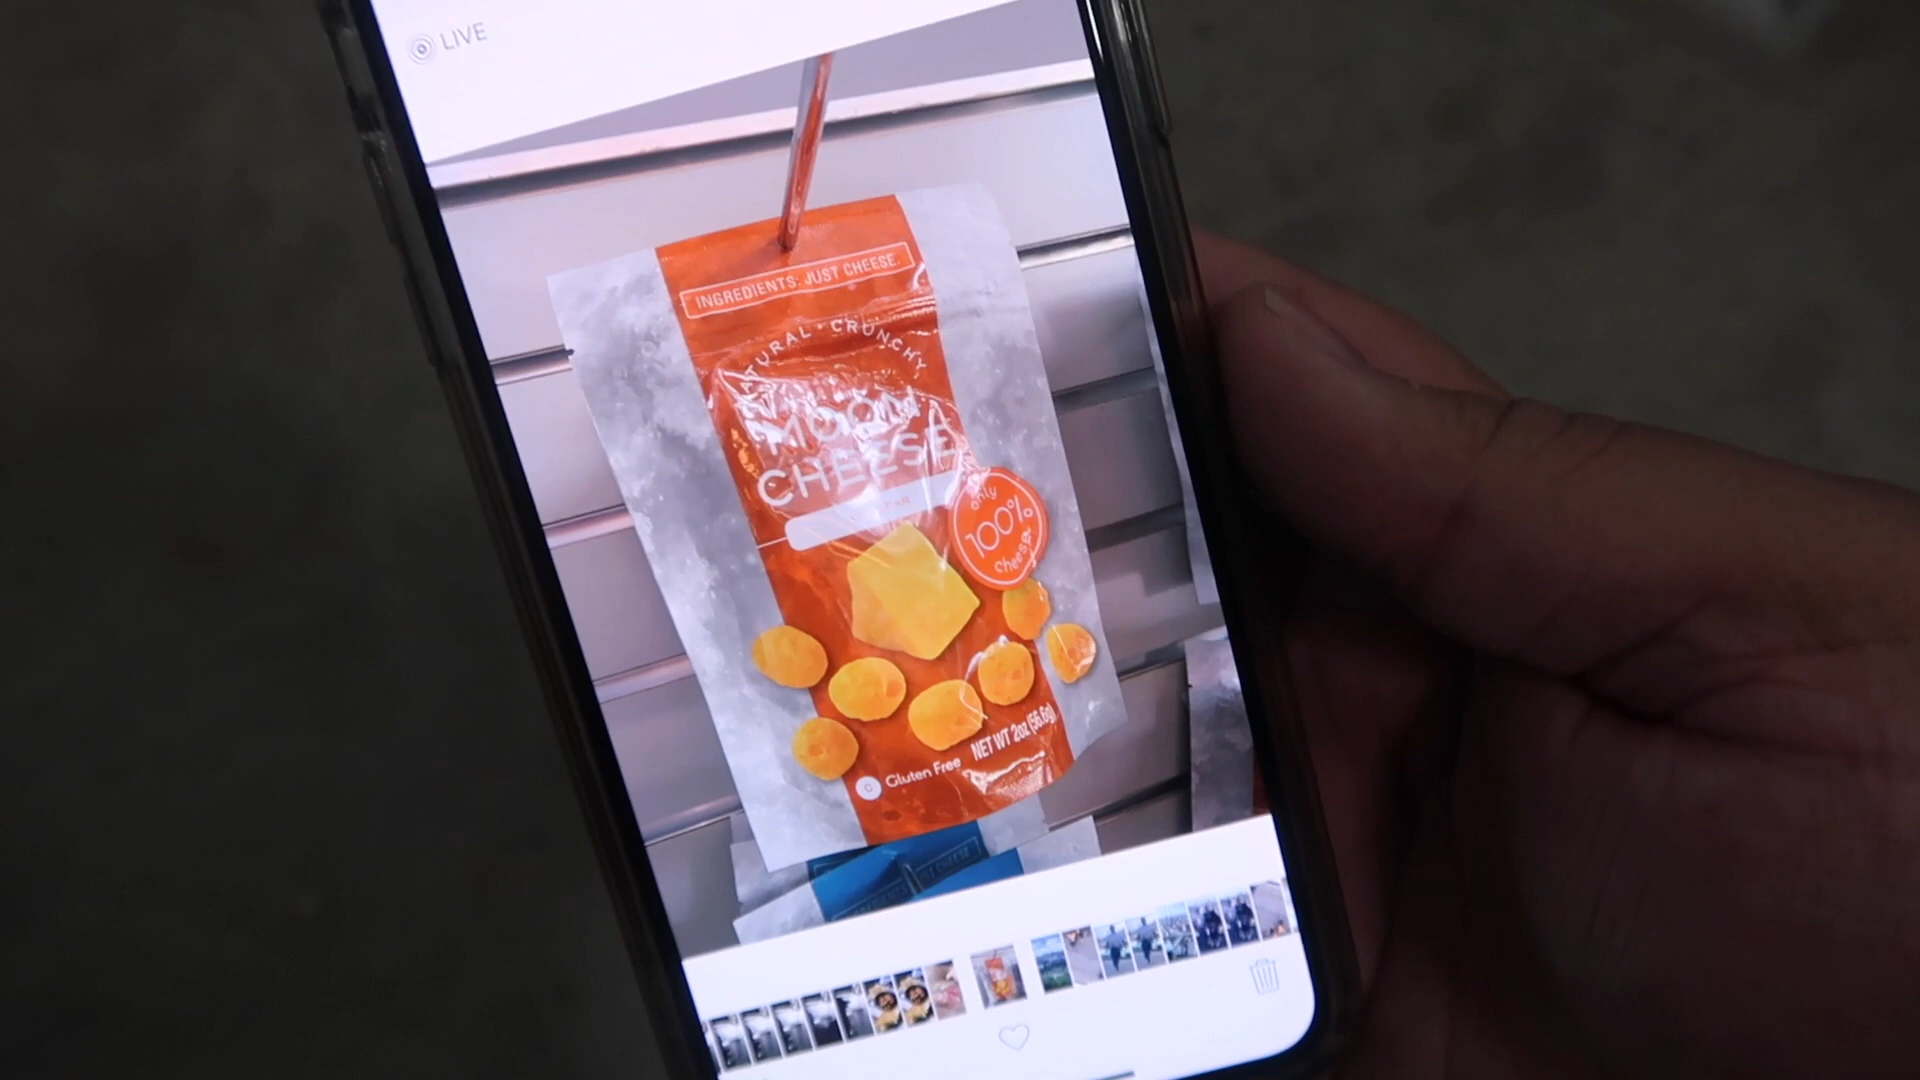 LIVE
INGREDIENTS: JUST CHEESE.
NATURAL • CRUNCHY
MOON
CHEESE
only
100%
cheese
NET WT 2oz (56.6g)
G Gluten Free